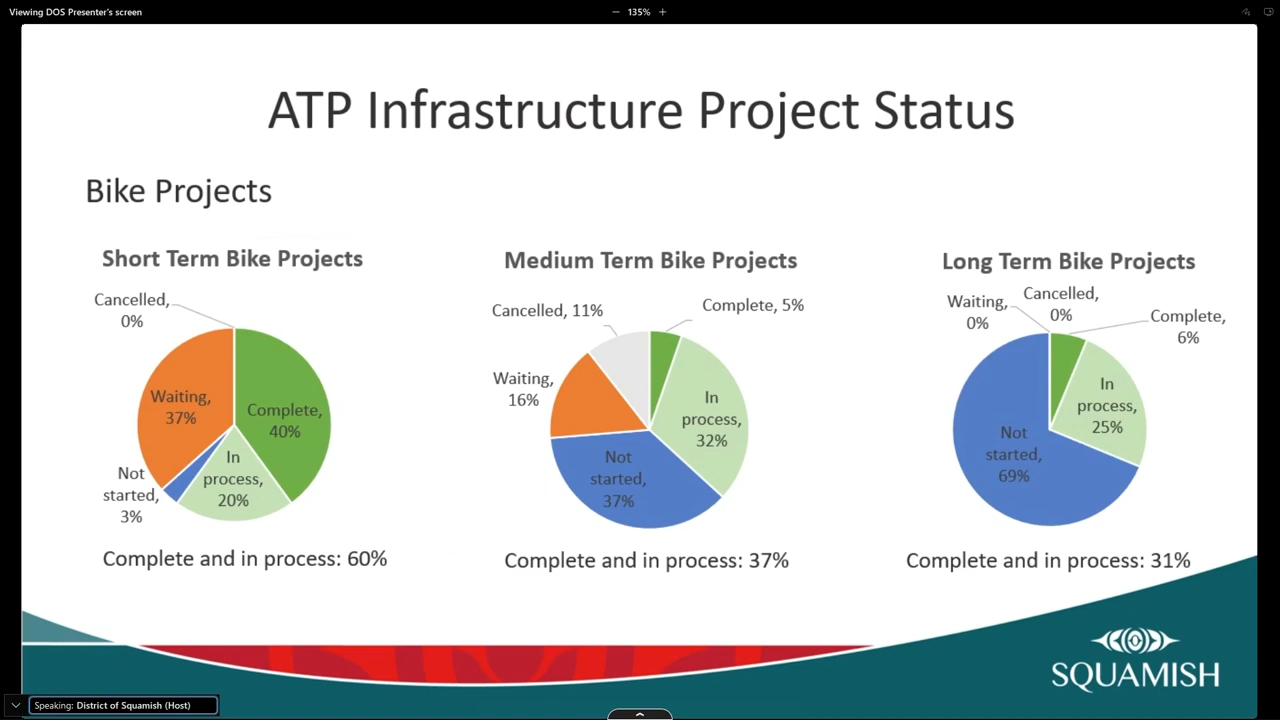 Viewing DOS Presenter's screen
− 135% +
ATP Infrastructure Project Status
Bike Projects
Short Term Bike Projects
Cancelled,
0%
Waiting,
37%
Complete,
40%
In
process,
20%
Not
started,
3%
Complete and in process: 60%
Medium Term Bike Projects
Cancelled, 11%
Complete, 5%
Waiting,
16%
In
process,
32%
Not
started,
37%
Complete and in process: 37%
Long Term Bike Projects
Waiting,
0%
Cancelled,
0%
Complete,
6%
In
process,
25%
Not
started,
69%
Complete and in process: 31%
SQUAMISH
Speaking: District of Squamish (Host)